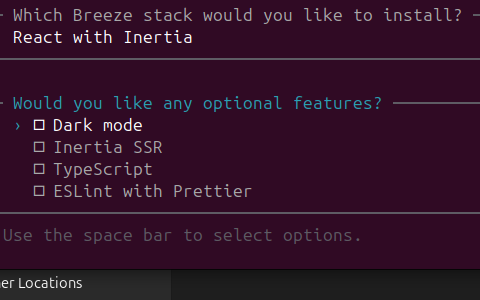 Which Breeze stack would you like to install?
React with Inertia
Would you like any optional features?
› Dark mode
Inertia SSR
TypeScript
ESLint with Prettier
Use the space bar to select options.
er Locations